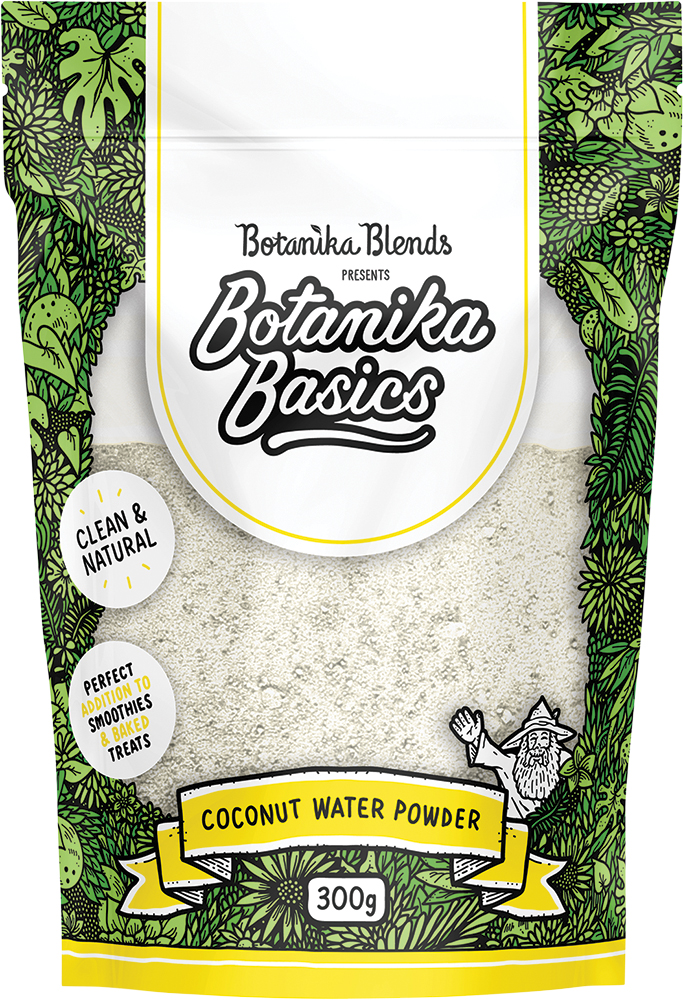 Botanika Blends
PRESENTS
Botanika
Basics
CLEAN &
NATURAL
PERFECT
ADDITION TO
SMOOTHIES
& BAKED
TREATS
COCONUT WATER POWDER
300g